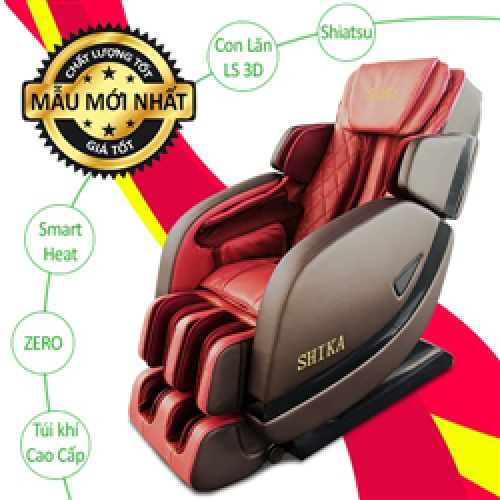 CHẤT LƯỢNG TỐT
MẪU MỚI NHẤT
GIÁ TỐT
Con Lăn
LS 3D
Shiatsu
Smart
Heat
ZERO
Túi khí
Cao Cấp
SHIKA